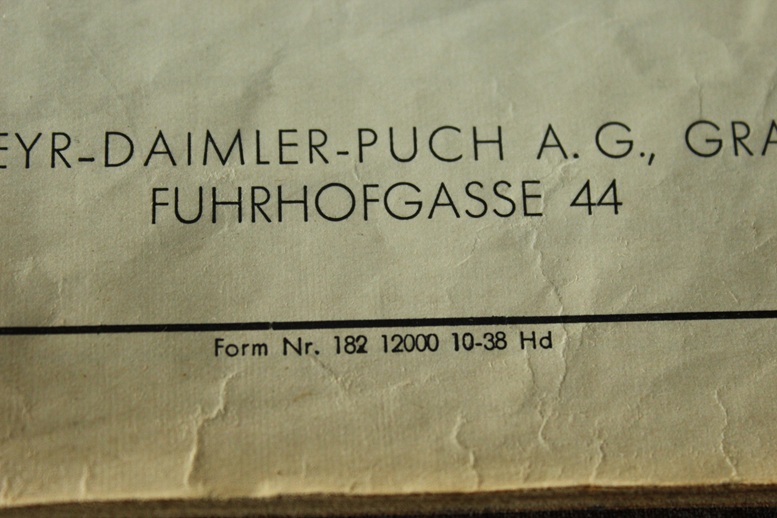 EYR-DAIMLER-PUCH A. G., GRA
FUHRHOFGASSE 44
Form Nr. 182 12000 10-38 Hd